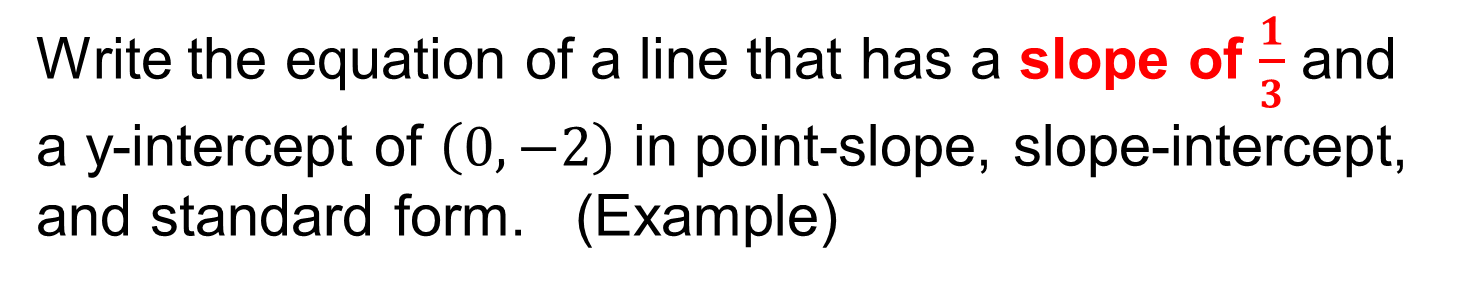 Write the equation of a line that has a slope of 1/3 and
a y-intercept of (0, −2) in point-slope, slope-intercept,
and standard form. (Example)